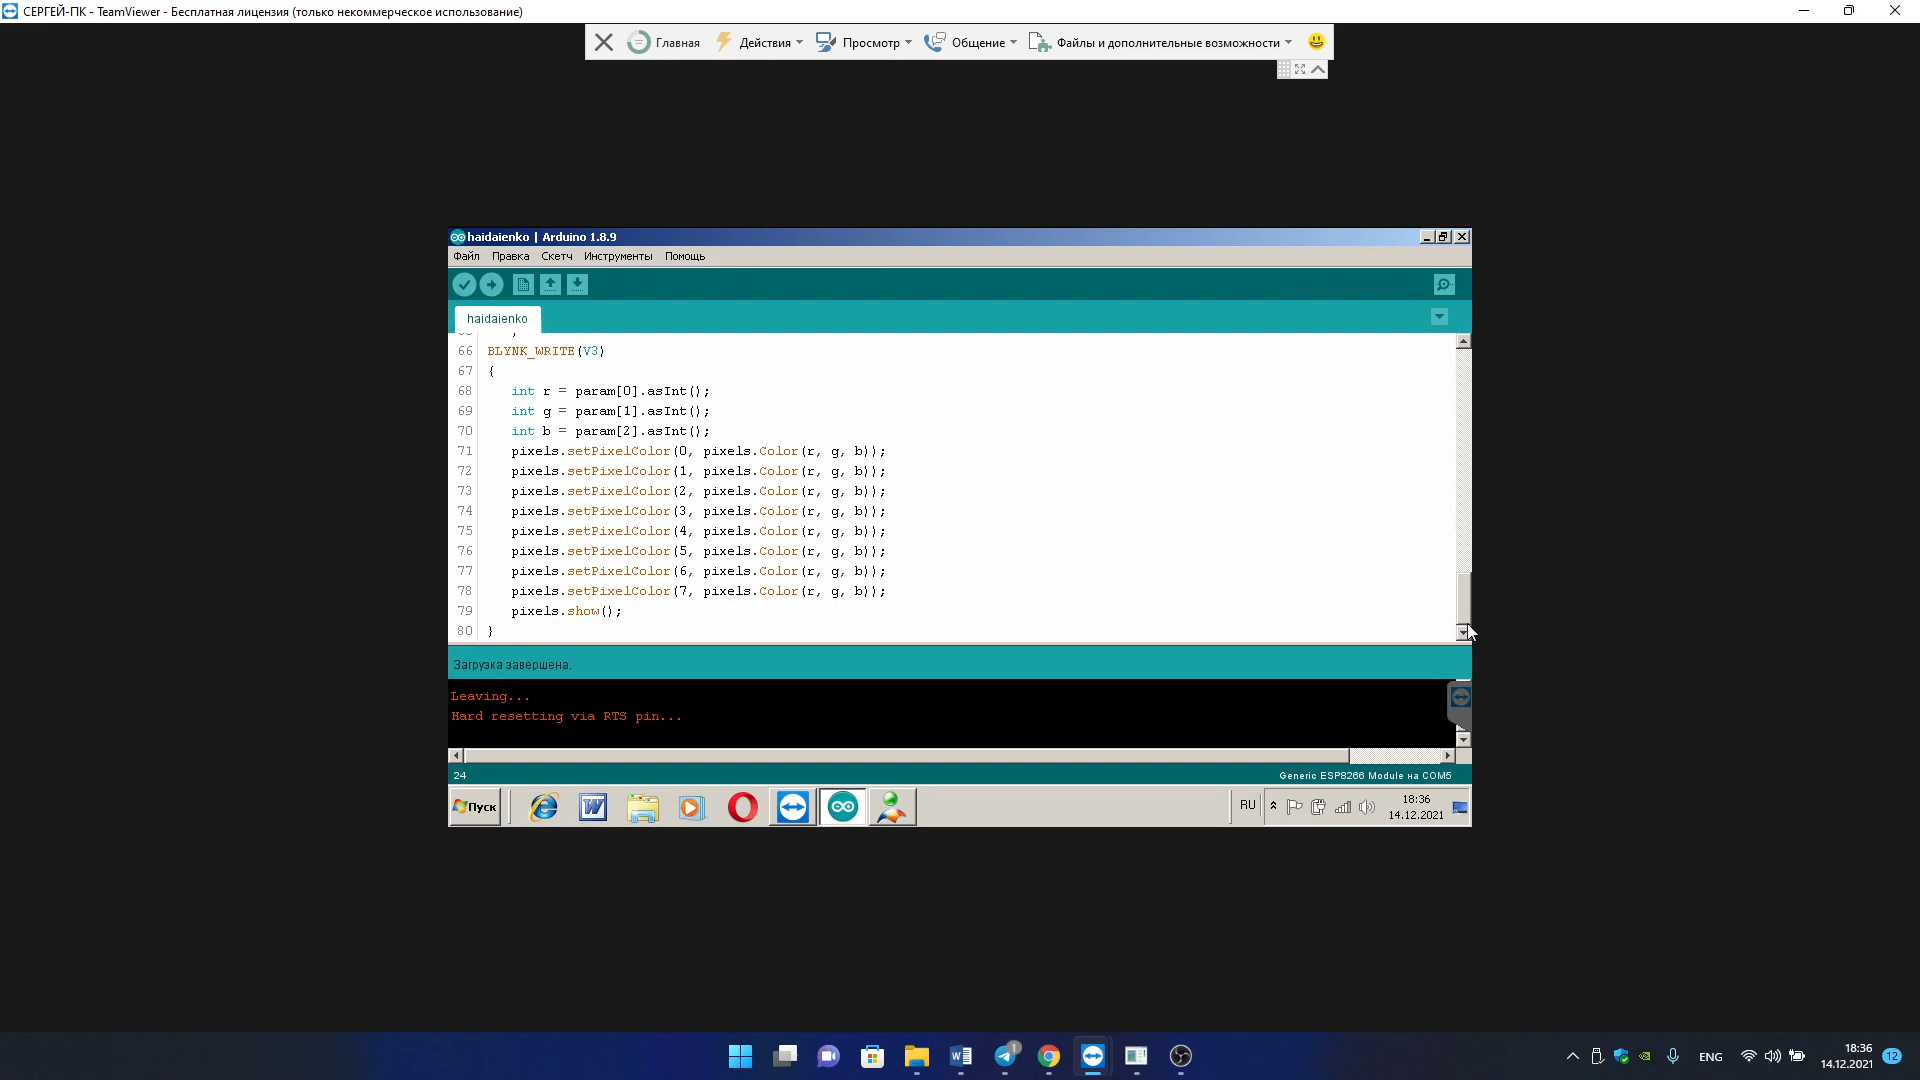 СЕРГЕЙ-ПК - TeamViewer - Бесплатная лицензия (только некоммерческое использование)
Главная Действия Просмотр Общение Файлы и дополнительные возможности
haidaienko | Arduino 1.8.9
Файл Правка Скетч Инструменты Помощь
haidaienko
66 BLYNK_WRITE(V3)
67 {
68 int r = param[0].asInt();
69 int g = param[1].asInt();
70 int b = param[2].asInt();
71 pixels.setPixelColor(0, pixels.Color(r, g, b));
72 pixels.setPixelColor(1, pixels.Color(r, g, b));
73 pixels.setPixelColor(2, pixels.Color(r, g, b));
74 pixels.setPixelColor(3, pixels.Color(r, g, b));
75 pixels.setPixelColor(4, pixels.Color(r, g, b));
76 pixels.setPixelColor(5, pixels.Color(r, g, b));
77 pixels.setPixelColor(6, pixels.Color(r, g, b));
78 pixels.setPixelColor(7, pixels.Color(r, g, b));
79 pixels.show();
80 }
Загрузка завершена.
Leaving...
Hard resetting via RTS pin...
24 Generic ESP8266 Module на COM5
Пуск RU 18:36
14.12.2021
1
ENG 18:36 12
14.12.2021